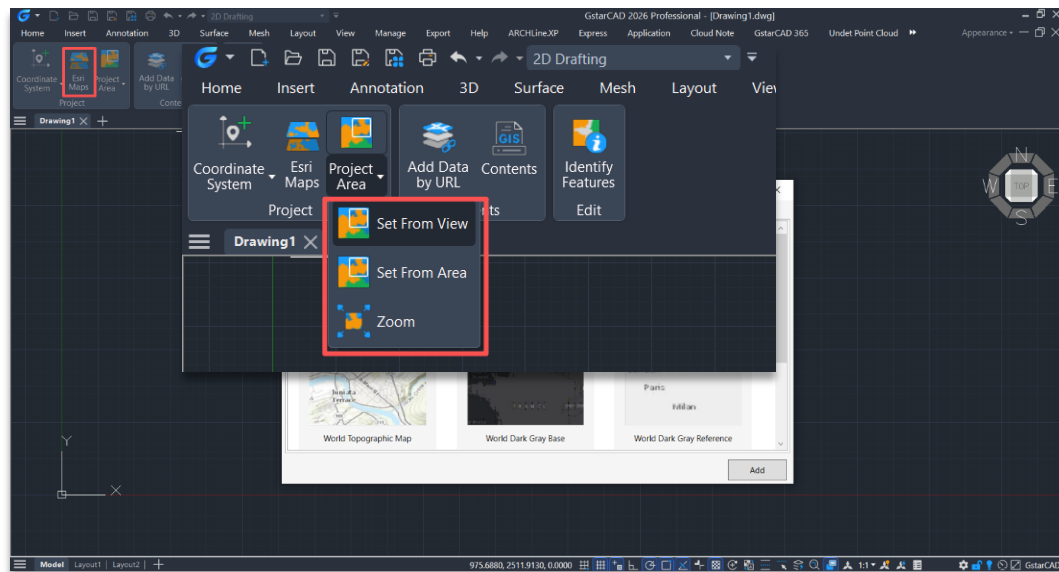 2D Drafting
GstarCAD 2026 Professional - [Drawing1.dwg]
Home Insert Annotation 3D Surface Mesh Layout View Manage Export Help ARCHLine.XP Express Application Cloud Note GstarCAD 365 Undet Point Cloud Appearance
Coordinate System
Esri Maps
Project Area
Add Data by URL
Project
Conte
Drawing1
2D Drafting
Home Insert Annotation 3D Surface Mesh Layout View
Coordinate System
Esri Maps
Project Area
Add Data by URL
Contents
GIS
Identify Features
Project
nts
Edit
Drawing1
Set From View
Set From Area
Zoom
N
W TOP E
S
Terrace
Paris
Milan
World Topographic Map
World Dark Gray Base
World Dark Gray Reference
Add
Y
X
Model Layout1 Layout2
975.6880, 2511.9130, 0.0000
1:1
GstarCAD